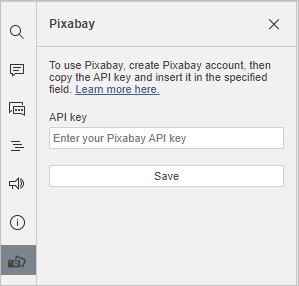 Pixabay
To use Pixabay, create Pixabay account, then
copy the API key and insert it in the specified
field. Learn more here.
API key
Enter your Pixabay API key
Save